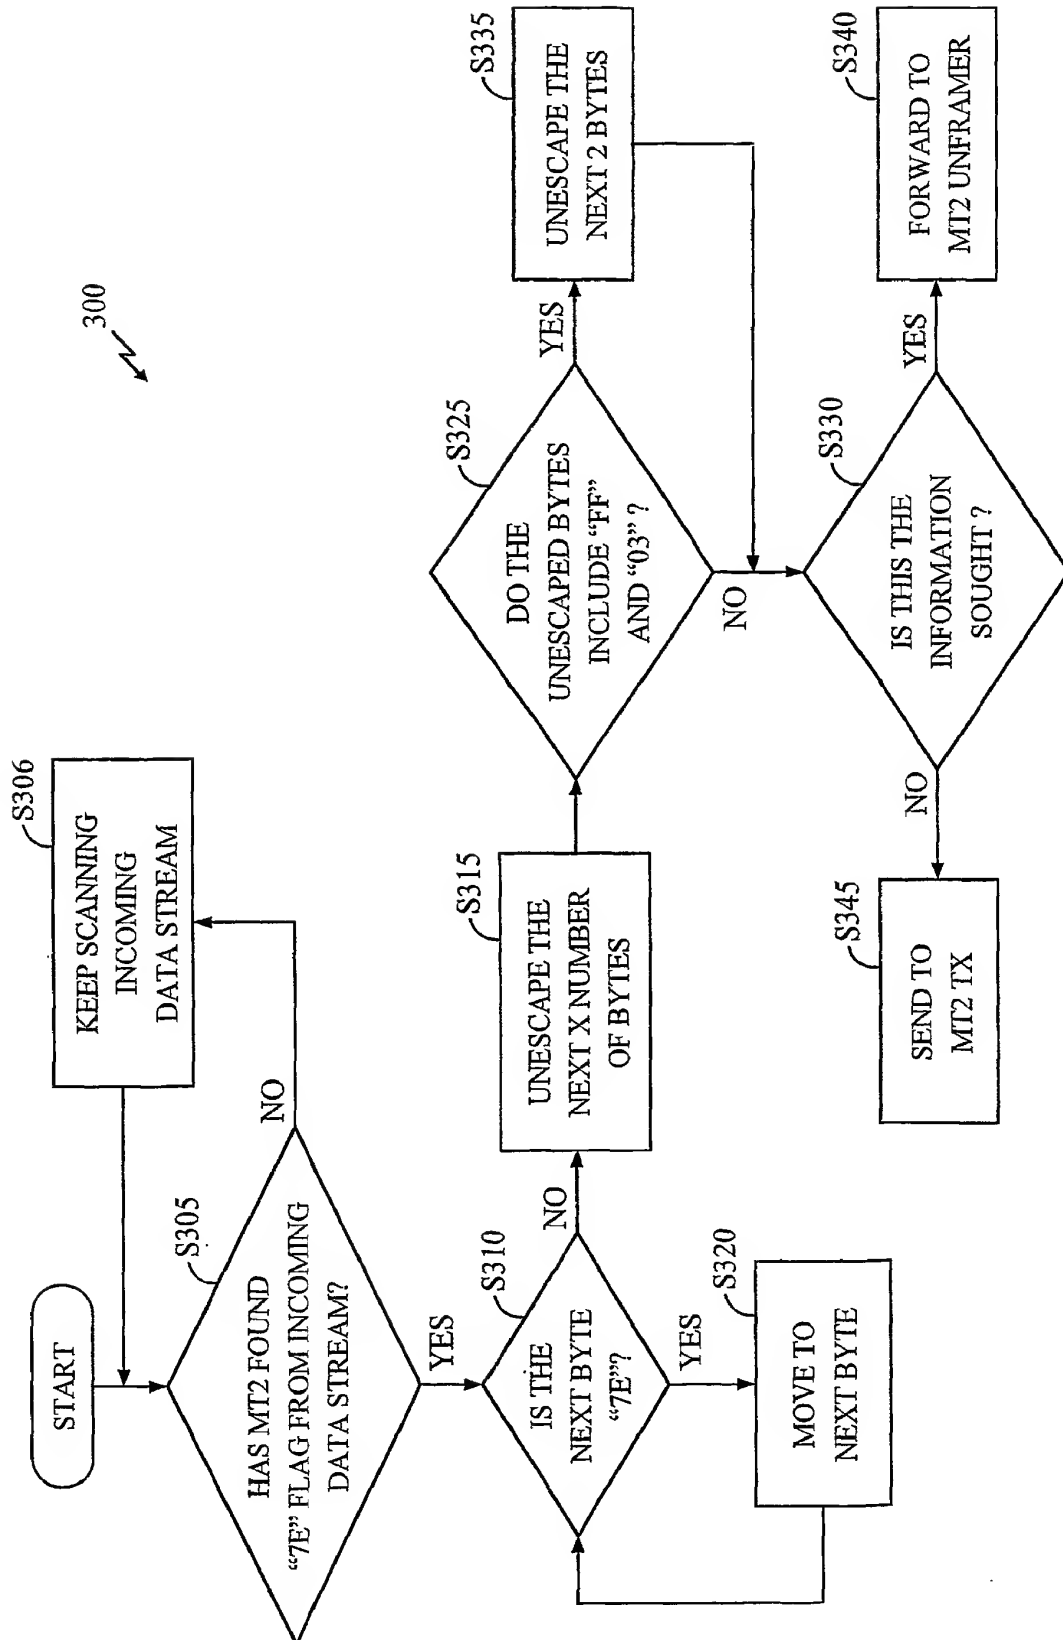 300
START
HAS MT2 FOUND
“7E” FLAG FROM INCOMING
DATA STREAM?
S305
NO
KEEP SCANNING
INCOMING
DATA STREAM
S306
YES
IS THE
NEXT BYTE
“7E”?
S310
YES
MOVE TO
NEXT BYTE
S320
NO
UNESCAPE THE
NEXT X NUMBER
OF BYTES
S315
DO THE
UNESCAPED BYTES
INCLUDE “FF”
AND “03” ?
S325
YES
UNESCAPE THE
NEXT 2 BYTES
S335
NO
IS THIS THE
INFORMATION
SOUGHT ?
S330
YES
FORWARD TO
MT2 UNFRAMER
S340
NO
SEND TO
MT2 TX
S345